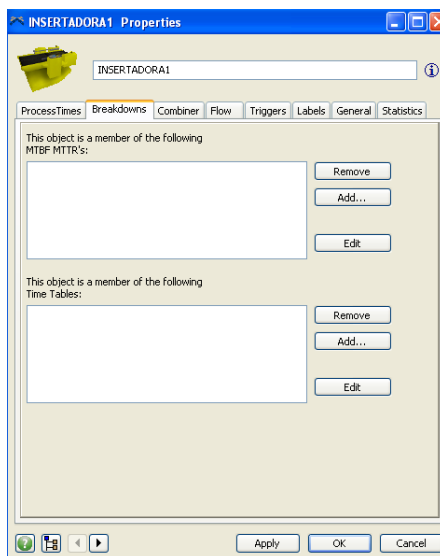 INSERTADORA1 Properties
INSERTADORA1
ProcessTimes Breakdowns Combiner Flow Triggers Labels General Statistics
This object is a member of the following
MTBF MTTR's:
Remove
Add...
Edit
This object is a member of the following
Time Tables:
Remove
Add...
Edit
Apply OK Cancel